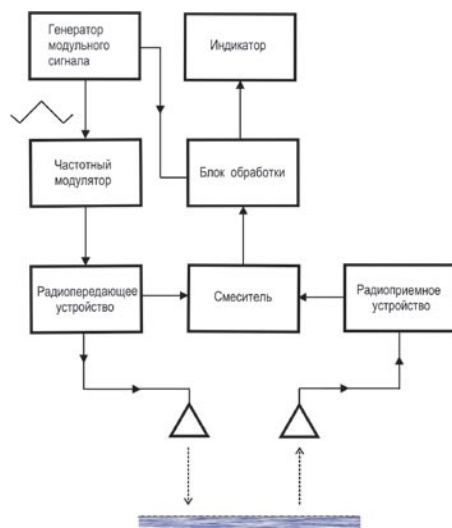 Генератор
модульного
сигнала
Индикатор
Частотный
модулятор
Блок обработки
Радиопередающее
устройство
Смеситель
Радиоприемное
устройство